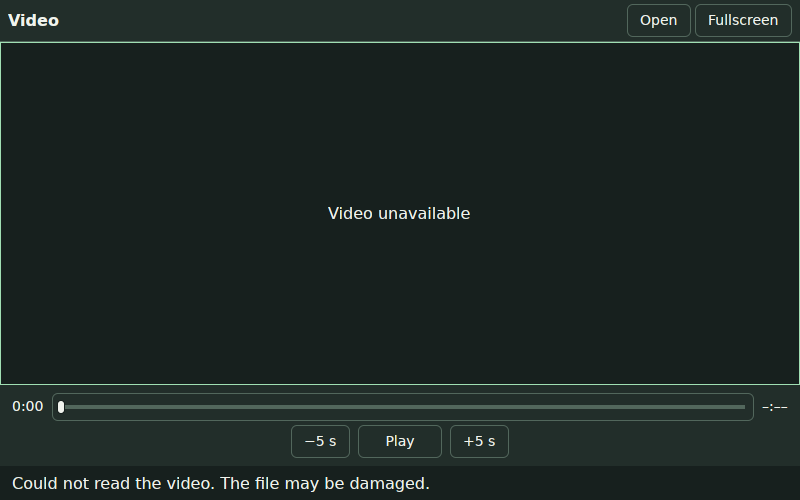 Video
Open
Fullscreen
Video unavailable
0:00
–:––
−5 s
Play
+5 s
Could not read the video. The file may be damaged.